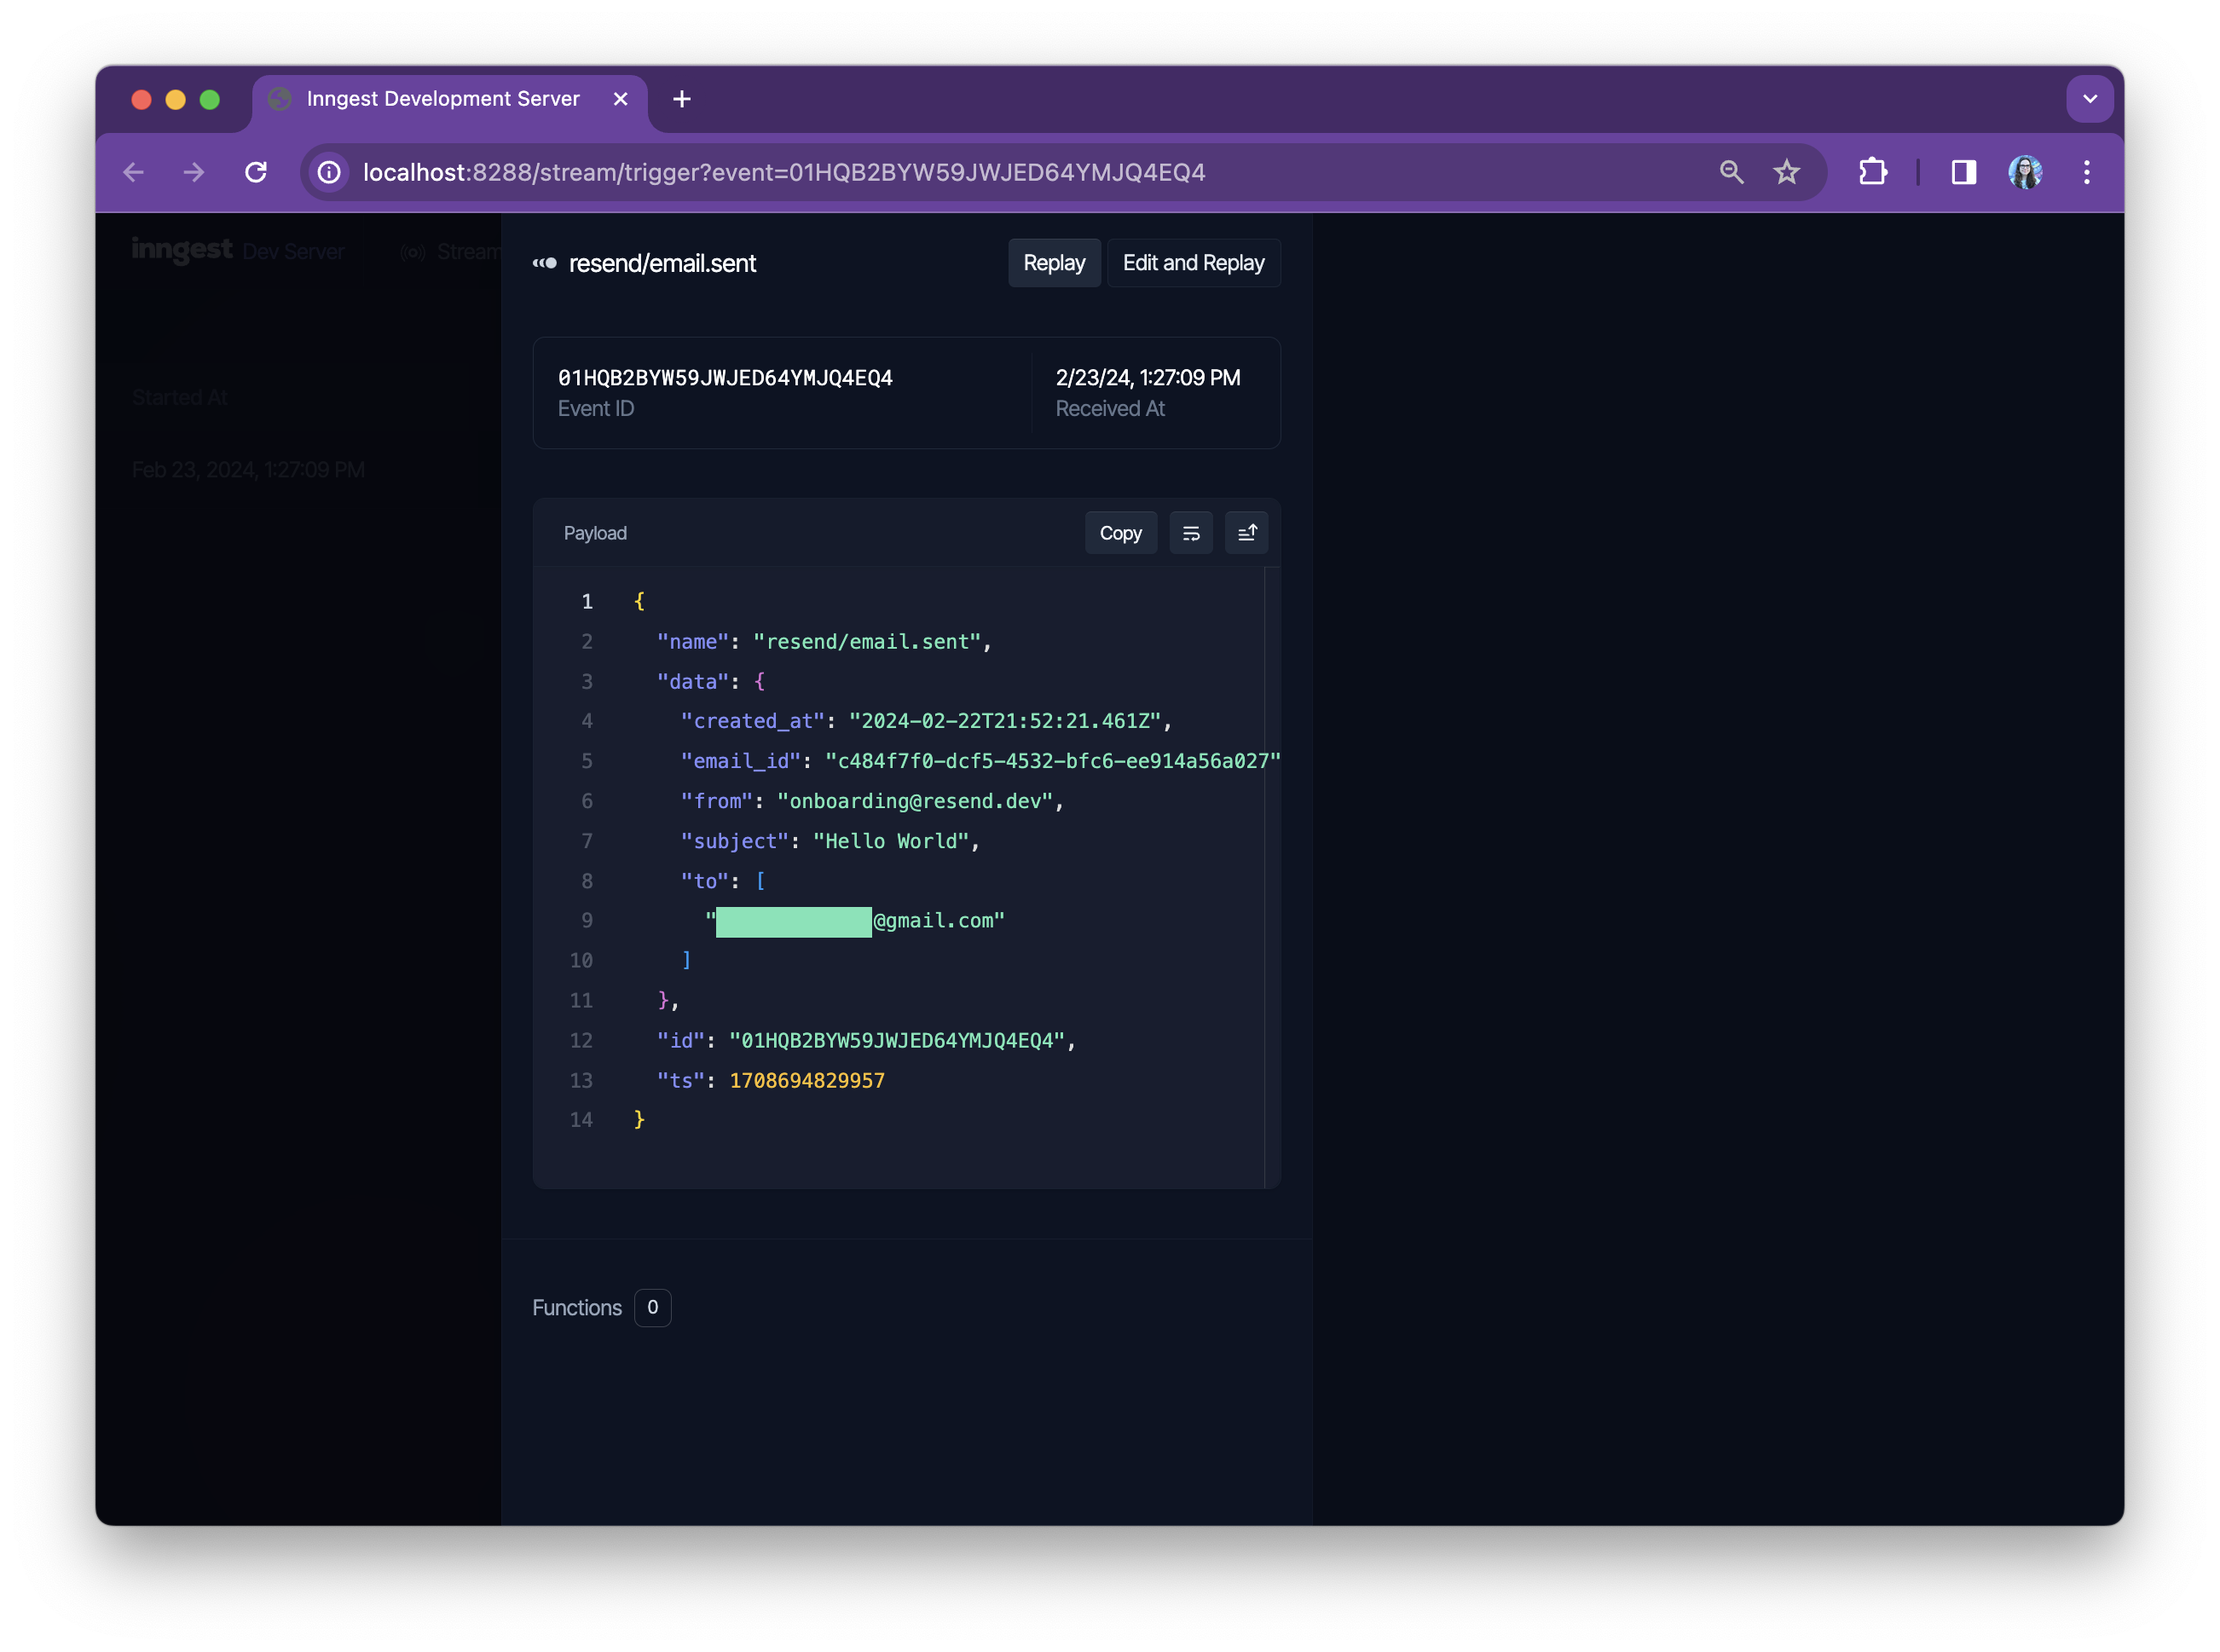 Inngest Development Server
localhost:8288/stream/trigger?event=01HQB2BYW59JWJED64YMJQ4EQ4
inngest Dev Server Stream
resend/email.sent
Replay Edit and Replay
01HQB2BYW59JWJED64YMJQ4EQ4
Event ID
2/23/24, 1:27:09 PM
Received At
Started At
Feb 23, 2024, 1:27:09 PM
Payload Copy
1 {
2 "name": "resend/email.sent",
3 "data": {
4 "created_at": "2024-02-22T21:52:21.461Z",
5 "email_id": "c484f7f0-dcf5-4532-bfc6-ee914a56a027"
6 "from": "onboarding@resend.dev",
7 "subject": "Hello World",
8 "to": [
9 "@gmail.com"
10 ]
11 },
12 "id": "01HQB2BYW59JWJED64YMJQ4EQ4",
13 "ts": 1708694829957
14 }
Functions 0